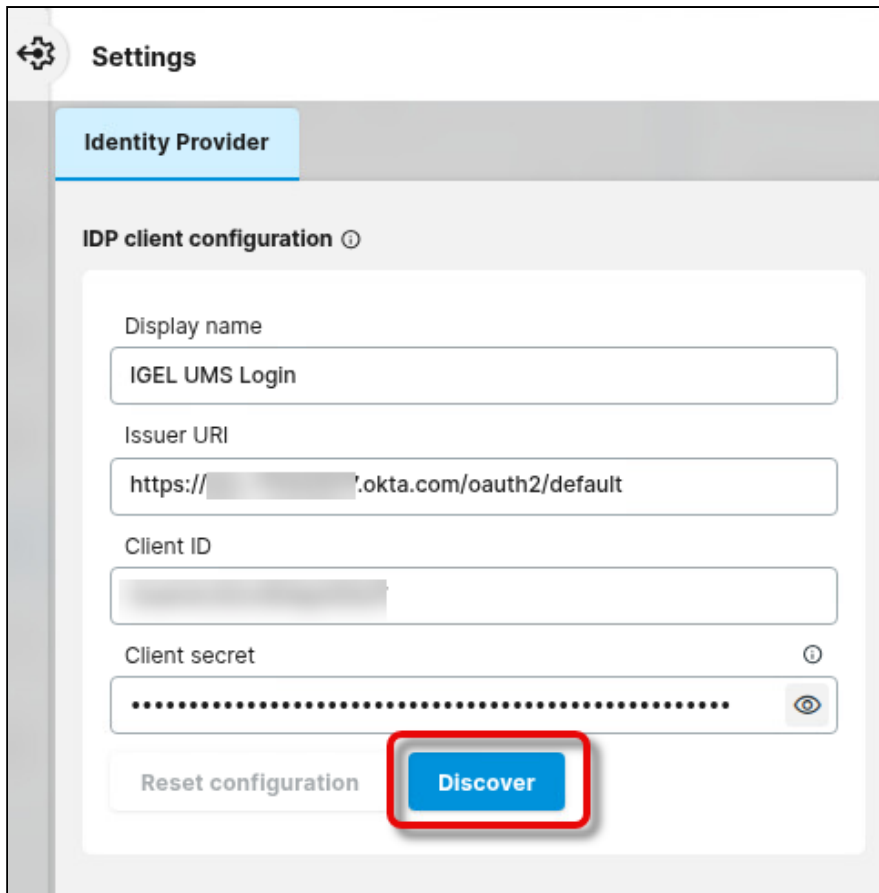 Settings
Identity Provider
IDP client configuration
Display name
IGEL UMS Login
Issuer URI
https:// .okta.com/oauth2/default
Client ID
Client secret
••••••••••••••••••••••••••••••••••••••••••••••••••••
Reset configuration
Discover